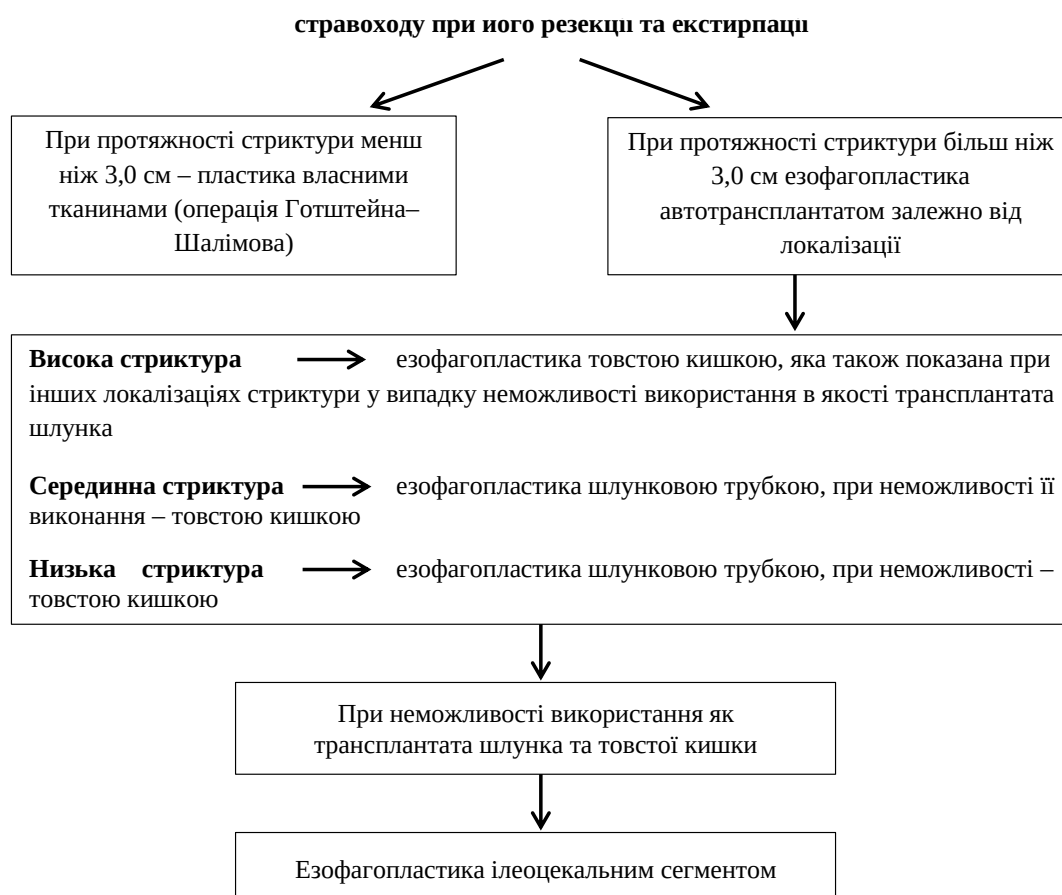 стравоходу при його резекції та екстирпації
При протяжності стриктури менш
ніж 3,0 см – пластика власними
тканинами (операція Готштейна–
Шалімова)
При протяжності стриктури більш ніж
3,0 см езофагопластика
автотрансплантатом залежно від
локалізації
Висока стриктура езофагопластика товстою кишкою, яка також показана при
інших локалізаціях стриктури у випадку неможливості використання в якості трансплантата
шлунка
Серединна стриктура езофагопластика шлунковою трубкою, при неможливості її
виконання – товстою кишкою
Низька стриктура езофагопластика шлунковою трубкою, при неможливості –
товстою кишкою
При неможливості використання як
трансплантата шлунка та товстої кишки
Езофагопластика ілеоцекальним сегментом